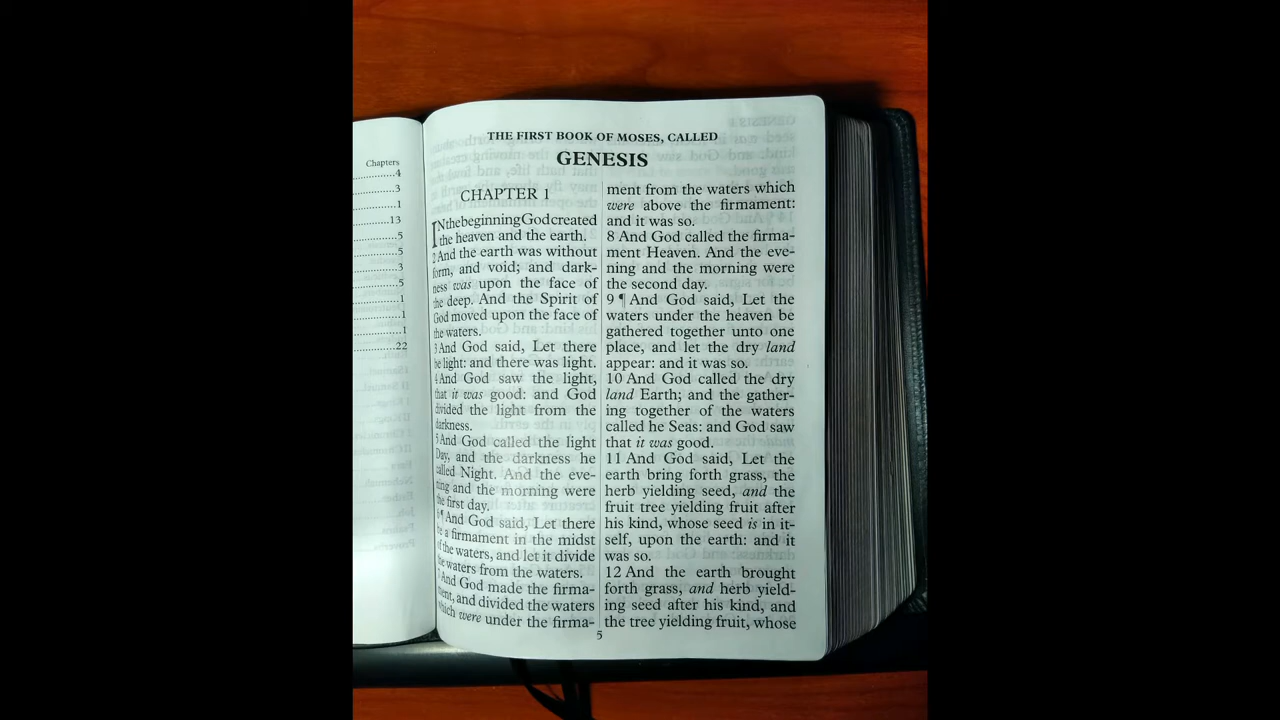 Chapters
..............4
..............3
..............1
.............13
..............5
..............5
..............3
..............5
..............1
..............1
..............1
.............22
THE FIRST BOOK OF MOSES, CALLED
GENESIS
CHAPTER 1
IN the beginning God created
the heaven and the earth.
2 And the earth was without
form, and void; and dark-
ness was upon the face of
the deep. And the Spirit of
God moved upon the face of
the waters.
3 And God said, Let there
be light: and there was light.
4 And God saw the light,
that it was good: and God
divided the light from the
darkness.
5 And God called the light
Day, and the darkness he
called Night. And the eve-
ning and the morning were
the first day.
6 ¶ And God said, Let there
be a firmament in the midst
of the waters, and let it divide
the waters from the waters.
7 And God made the firma-
ment, and divided the waters
which were under the firma-
ment from the waters which
were above the firmament:
and it was so.
8 And God called the firma-
ment Heaven. And the eve-
ning and the morning were
the second day.
9 ¶ And God said, Let the
waters under the heaven be
gathered together unto one
place, and let the dry land
appear: and it was so.
10 And God called the dry
land Earth; and the gather-
ing together of the waters
called he Seas: and God saw
that it was good.
11 And God said, Let the
earth bring forth grass, the
herb yielding seed, and the
fruit tree yielding fruit after
his kind, whose seed is in it-
self, upon the earth: and it
was so.
12 And the earth brought
forth grass, and herb yield-
ing seed after his kind, and
the tree yielding fruit, whose
5